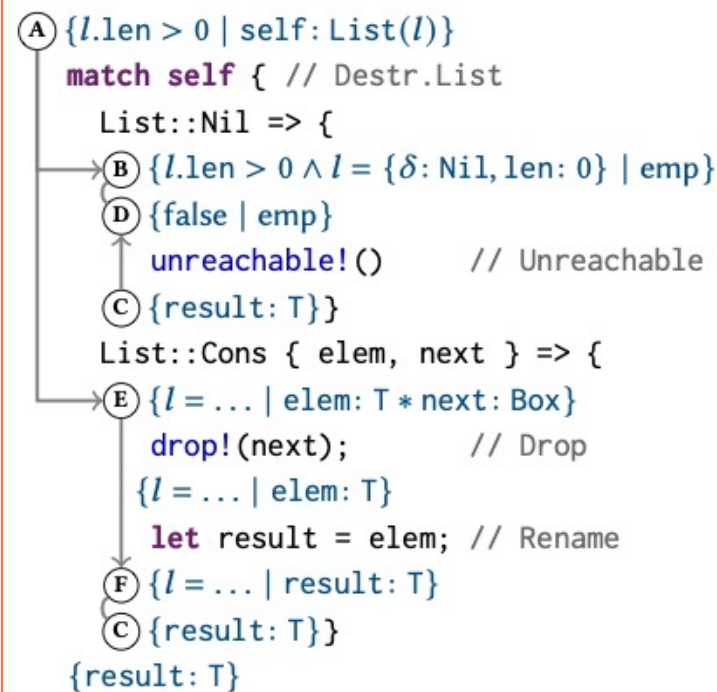 A {l.len > 0 | self: List(l)}
match self { // Destr.List
List::Nil => {
B {l.len > 0 ∧ l = {δ: Nil, len: 0} | emp}
D {false | emp}
unreachable!() // Unreachable
C {result: T}}
List::Cons { elem, next } => {
E {l = ... | elem: T * next: Box}
drop!(next); // Drop
{l = ... | elem: T}
let result = elem; // Rename
F {l = ... | result: T}
C {result: T}}
{result: T}